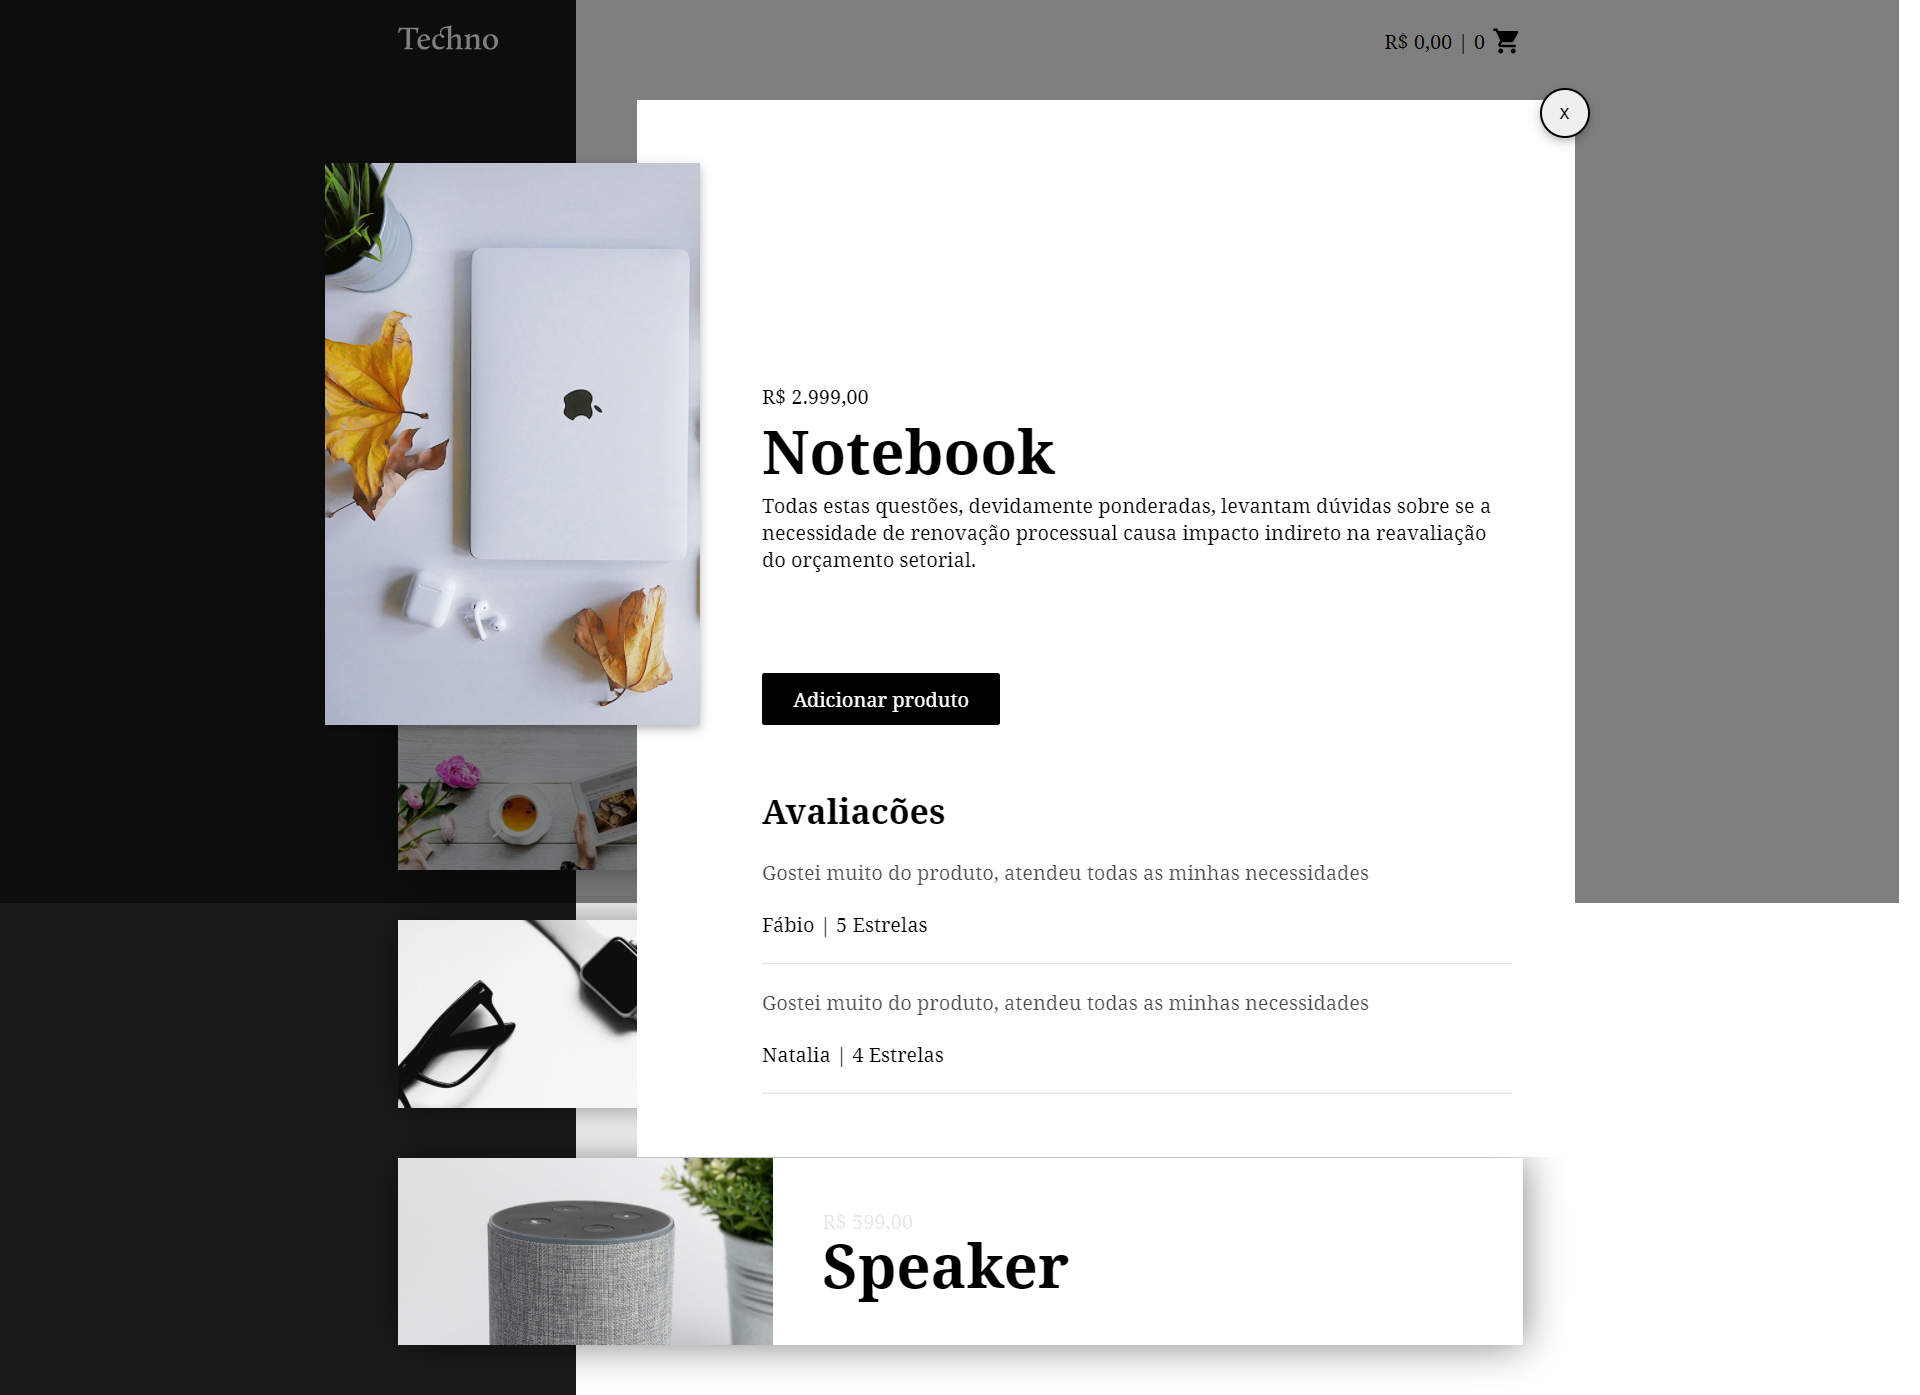 Techno
R$ 0,00 | 0
X
R$ 2.999,00
Notebook
Todas estas questões, devidamente ponderadas, levantam dúvidas sobre se a
necessidade de renovação processual causa impacto indireto na reavaliação
do orçamento setorial.
Adicionar produto
Avaliacões
Gostei muito do produto, atendeu todas as minhas necessidades
Fábio | 5 Estrelas
Gostei muito do produto, atendeu todas as minhas necessidades
Natalia | 4 Estrelas
R$ 599,00
Speaker